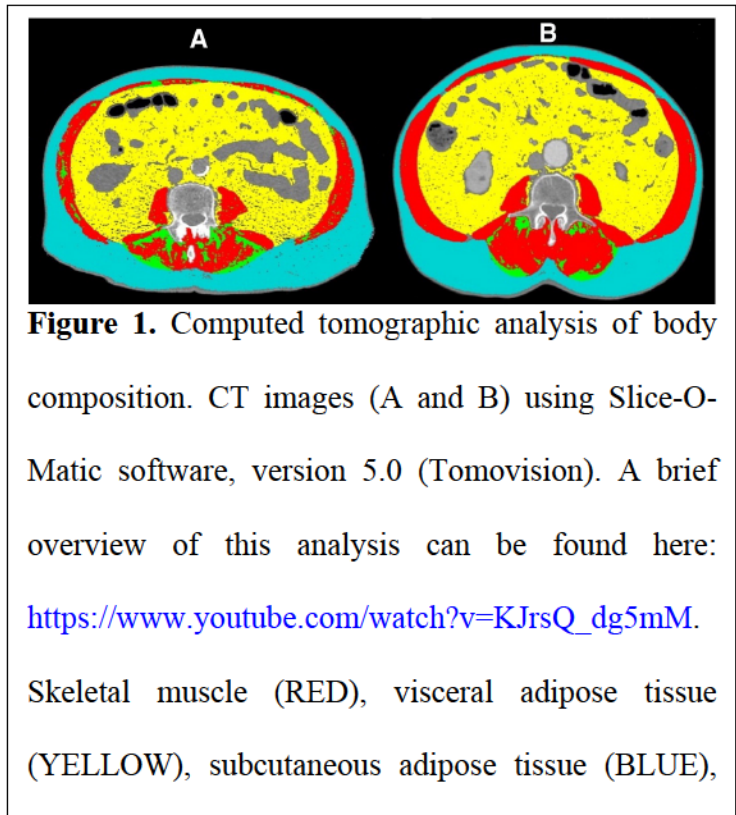 A B
Figure 1. Computed tomographic analysis of body
composition. CT images (A and B) using Slice-O-
Matic software, version 5.0 (Tomovision). A brief
overview of this analysis can be found here:
https://www.youtube.com/watch?v=KJrsQ_dg5mM.
Skeletal muscle (RED), visceral adipose tissue
(YELLOW), subcutaneous adipose tissue (BLUE),